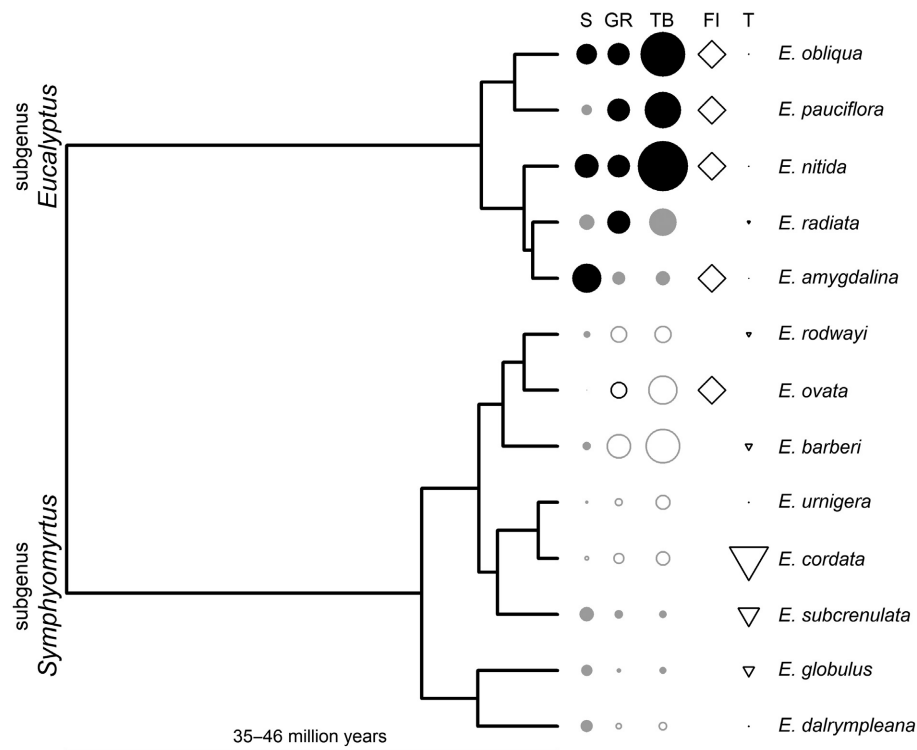 S GR TB FI T
E. obliqua
E. pauciflora
E. nitida
E. radiata
E. amygdalina
E. rodwayi
E. ovata
E. barberi
E. urnigera
E. cordata
E. subcrenulata
E. globulus
E. dalrympleana
subgenus
Eucalyptus
subgenus
Symphyomyrtus
35–46 million years